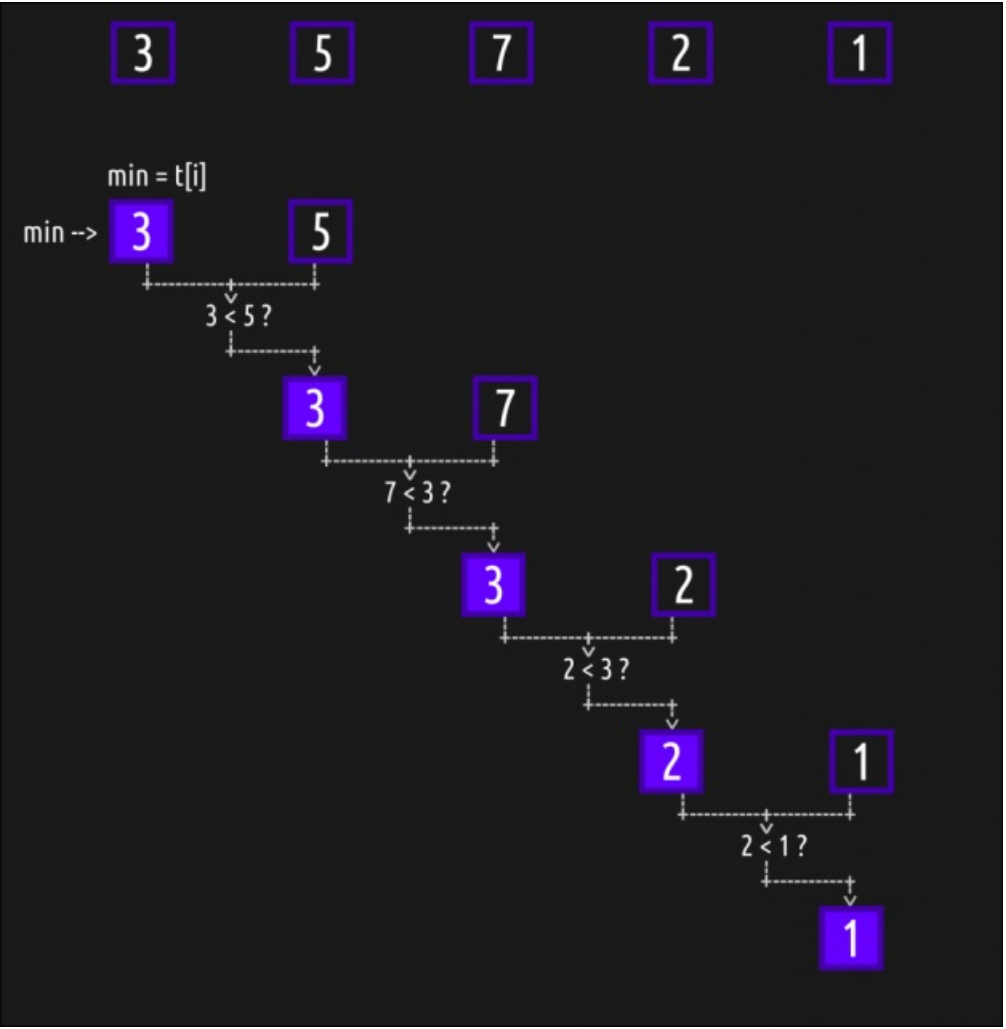 3 5 7 2 1
min = t[i]
min --> 3 5
3 < 5 ?
3 7
7 < 3 ?
3 2
2 < 3 ?
2 1
2 < 1 ?
1